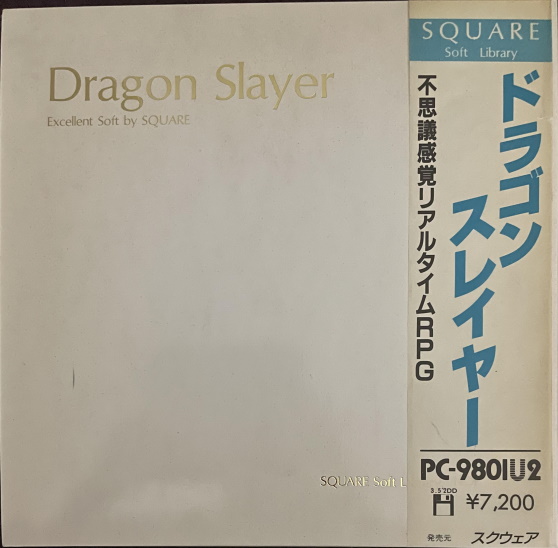 Dragon Slayer
Excellent Soft by SQUARE
SQUARE Soft L
SQUARE
Soft Library
ドラゴン
スレイヤー
不思議感覚リアルタイムRPG
PC-9801U2
3.5"2DD
¥7,200
発売元 スクウェア